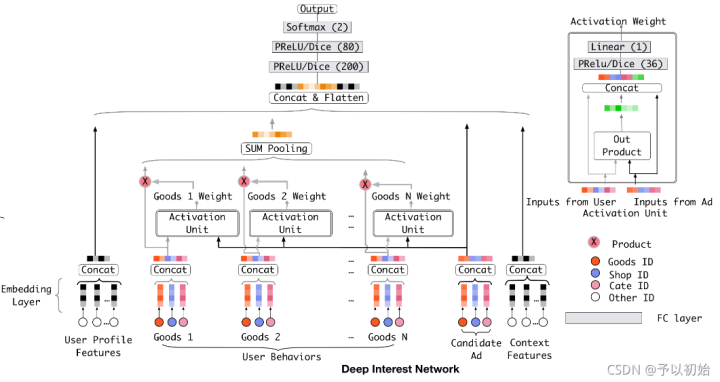 Output
Softmax (2)
PReLU/Dice (80)
PReLU/Dice (200)
Concat & Flatten
SUM Pooling
X
X
X
Goods 1 Weight
Goods 2 Weight
Goods N Weight
Activation Unit
Activation Unit
...
Activation Unit
Concat
Concat
Concat
...
Concat
Concat
Concat
Embedding Layer
...
...
...
User Profile Features
Goods 1
Goods 2
...
Goods N
User Behaviors
Candidate Ad
Context Features
Deep Interest Network
Activation Weight
Linear (1)
PRelu/Dice (36)
Concat
Out Product
Inputs from User
Inputs from Ad
Activation Unit
X Product
Goods ID
Shop ID
Cate ID
Other ID
FC layer
CSDN @予以初始